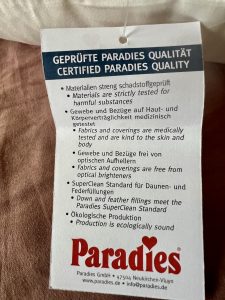 GEPRÜFTE PARADIES QUALITÄT
CERTIFIED PARADIES QUALITY
• Materialien streng schadstoffgeprüft
• Materials are strictly tested for
harmful substances
• Gewebe und Bezüge auf Haut- und
Körperverträglichkeit medizinisch
getestet
• Fabrics and coverings are medically
tested and are kind to the skin and
body
• Gewebe und Bezüge frei von
optischen Aufhellern
• Fabrics and coverings are free from
optical brighteners
• SuperClean Standard für Daunen- und
Federfüllungen
• Down and feather fillings meet the
Paradies SuperClean Standard
• Ökologische Produktion
• Production is ecologically sound
Paradies®
Paradies GmbH • 47504 Neukirchen-Vluyn
www.paradies.de • info@paradies.de